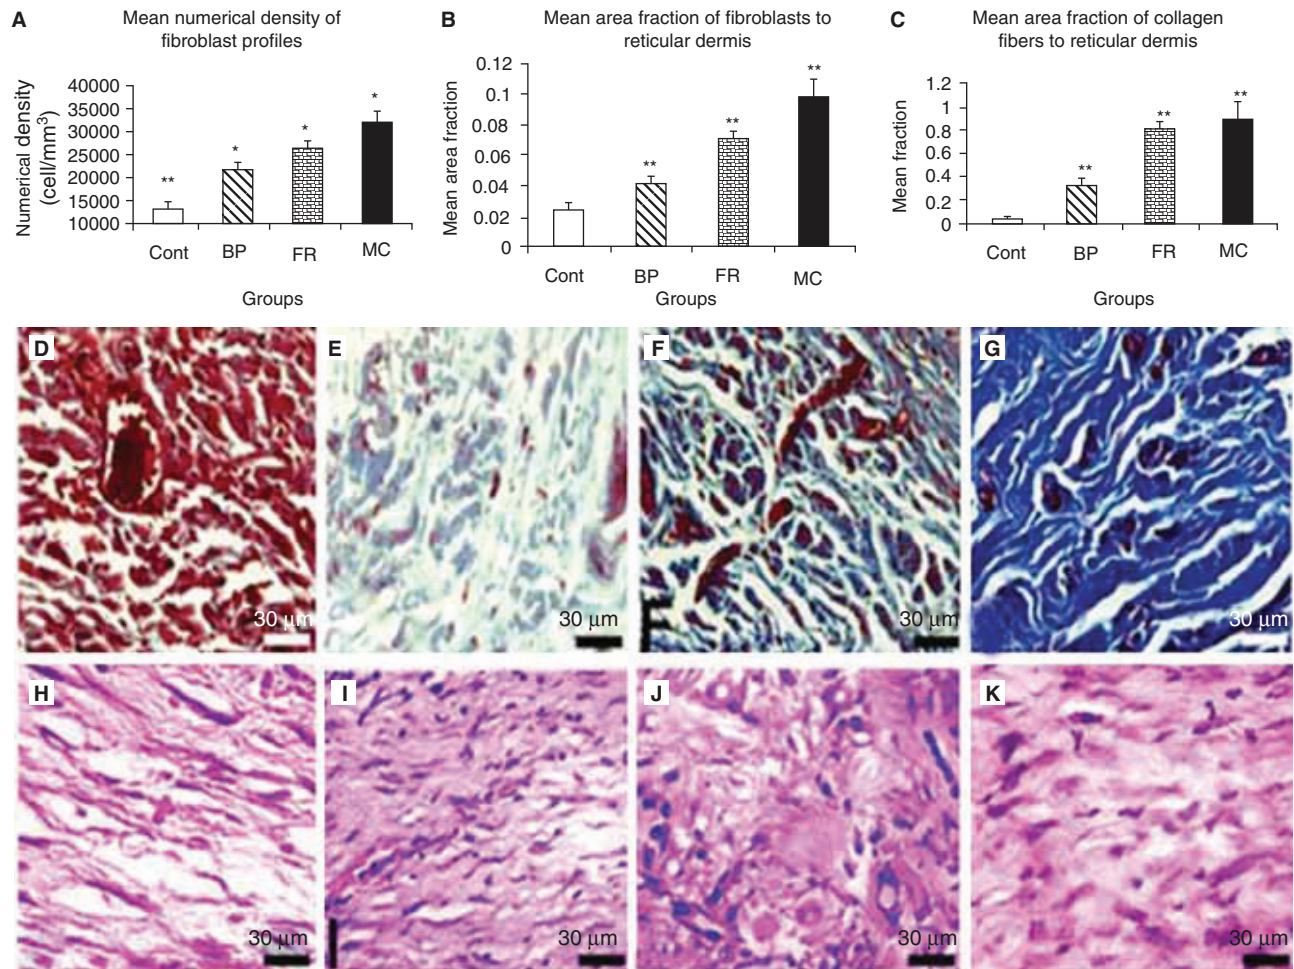 A
Mean numerical density of
fibroblast profiles
Numerical density
(cell/mm³)
40000
35000
30000
25000
20000
15000
10000
**
*
*
*
Cont
BP
FR
MC
Groups
B
Mean area fraction of fibroblasts to
reticular dermis
Mean area fraction
0.12
0.1
0.08
0.06
0.04
0.02
0
**
**
**
Cont
BP
FR
MC
Groups
C
Mean area fraction of collagen
fibers to reticular dermis
Mean fraction
1.2
1
0.8
0.6
0.4
0.2
0
**
**
**
Cont
BP
FR
MC
Groups
D
30 μm
E
30 μm
F
30 μm
G
30 μm
H
30 μm
I
30 μm
J
30 μm
K
30 μm